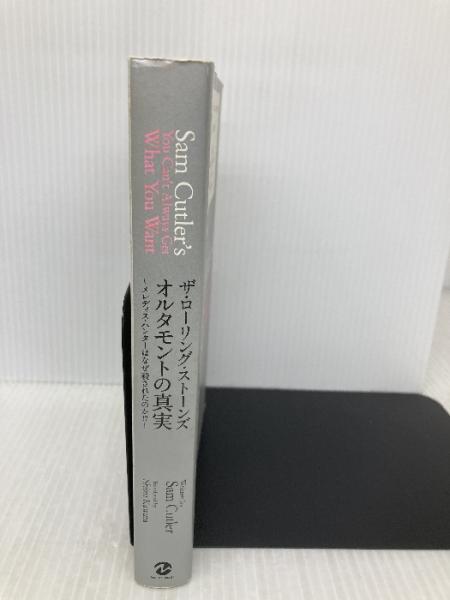 Sam Cutler's
You Can't Always Get
What You Want
ザ・ローリング・ストーンズ
オルタモントの真実
～メレディス・ハンターはなぜ殺されたのか!?～
Sam Cutler